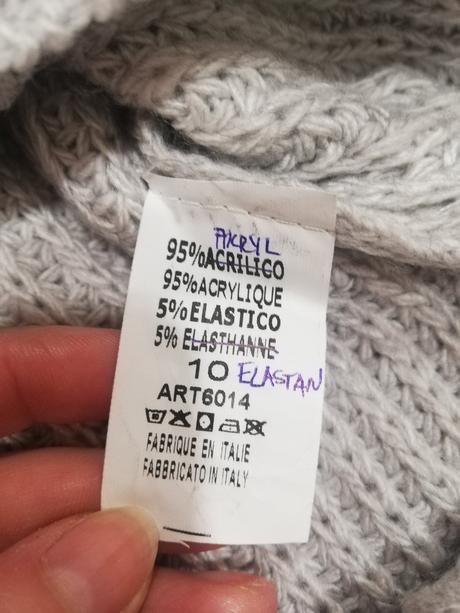 AKRYL
95%ACRILICO
95%ACRYLIQUE
5%ELASTICO
5% ELASTHANNE
10 ELASTAN
ART6014
FABRIQUE EN ITALIE
FABBRICATO IN ITALY